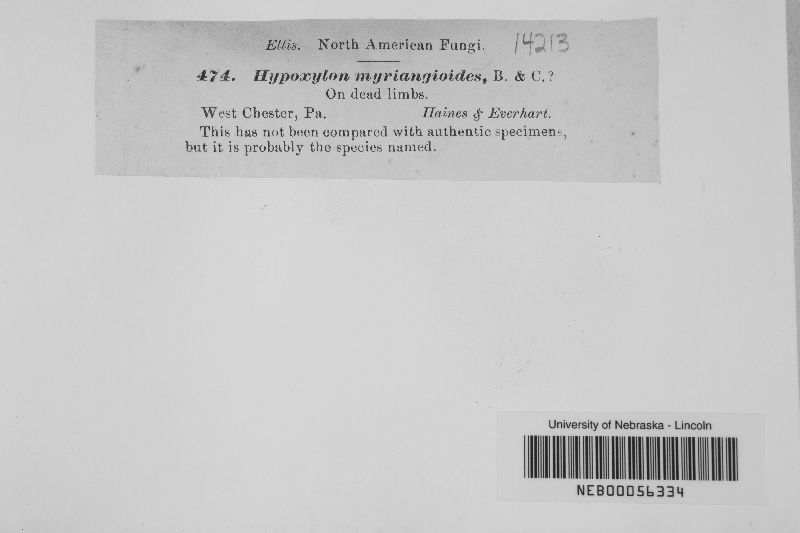 Ellis. North American Fungi. 14213
474. Hypoxylon myriangioides, B. & C.?
On dead limbs.
West Chester, Pa. Haines & Everhart.
This has not been compared with authentic specimens,
but it is probably the species named.
University of Nebraska - Lincoln
NEB00056334